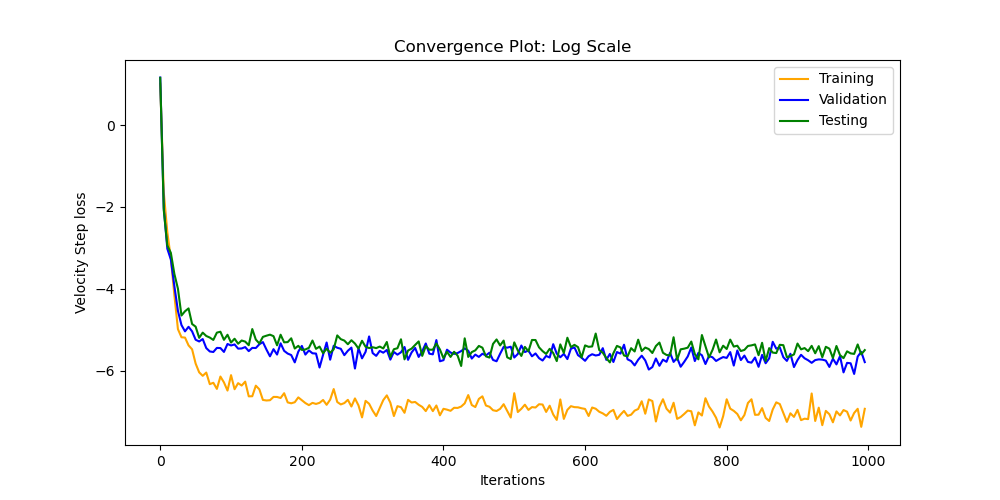 Convergence Plot: Log Scale
Training
Validation
Testing
Velocity Step loss
0
−2
−4
−6
0 200 400 600 800 1000
Iterations